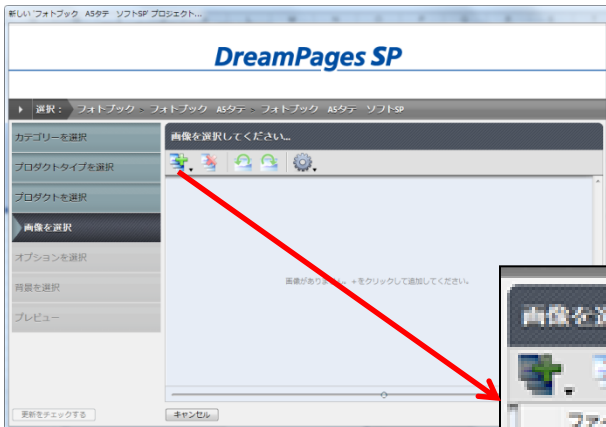 新しい 'フォトブック A5タテ ソフトSP' プロジェクト...
DreamPages SP
選択： フォトブック > フォトブック A5タテ > フォトブック A5タテ ソフトSP
カテゴリーを選択
画像を選択してください...
プロダクトタイプを選択
プロダクトを選択
画像を選択
オプションを選択
画像がありま
+をクリックして追加してください。
背景を選択
プレビュー
画像を選
ファ
更新をチェックする
キャンセル